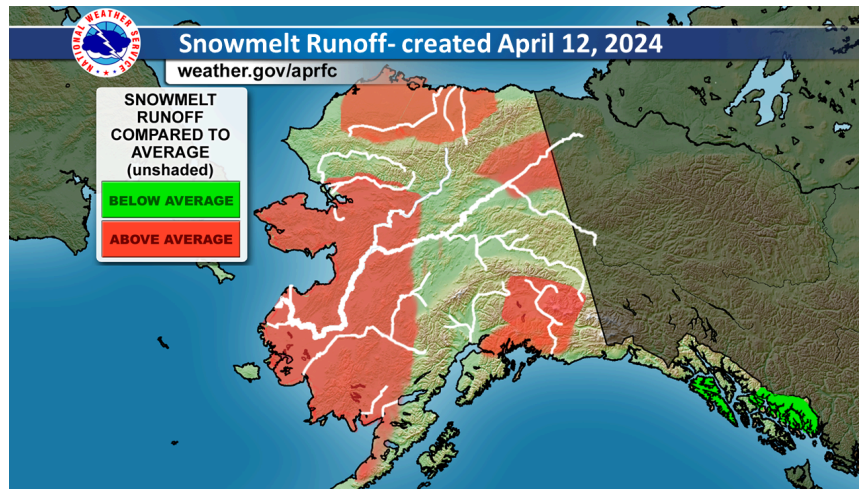 NATIONAL WEATHER SERVICE
Snowmelt Runoff- created April 12, 2024
weather.gov/aprfc
SNOWMELT
RUNOFF
COMPARED TO
AVERAGE
(unshaded)
BELOW AVERAGE
ABOVE AVERAGE